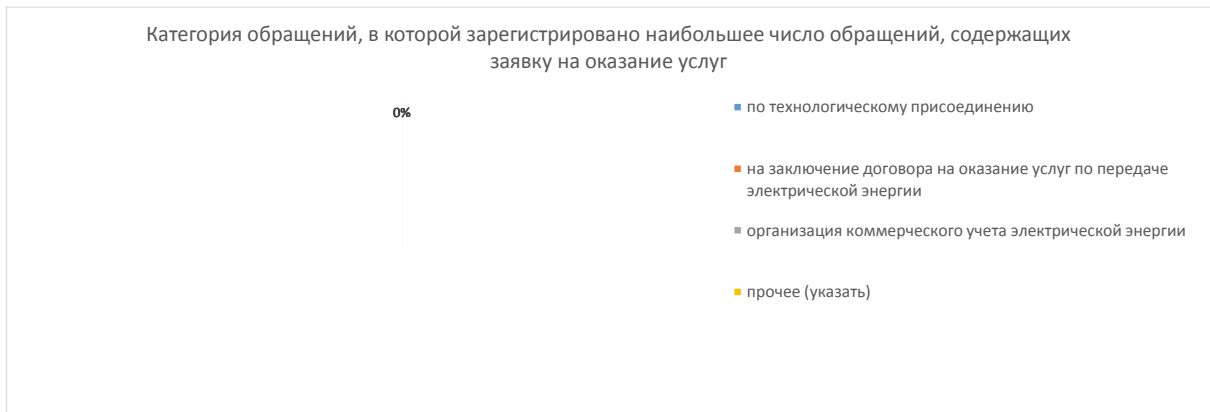 Категория обращений, в которой зарегистрировано наибольшее число обращений, содержащих
заявку на оказание услуг
0%
по технологическому присоединению
на заключение договора на оказание услуг по передаче
электрической энергии
организация коммерческого учета электрической энергии
прочее (указать)